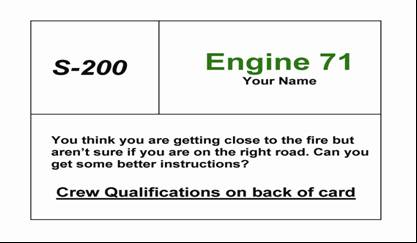 S-200
Engine 71
Your Name
You think you are getting close to the fire but
aren't sure if you are on the right road. Can you
get some better instructions?
Crew Qualifications on back of card